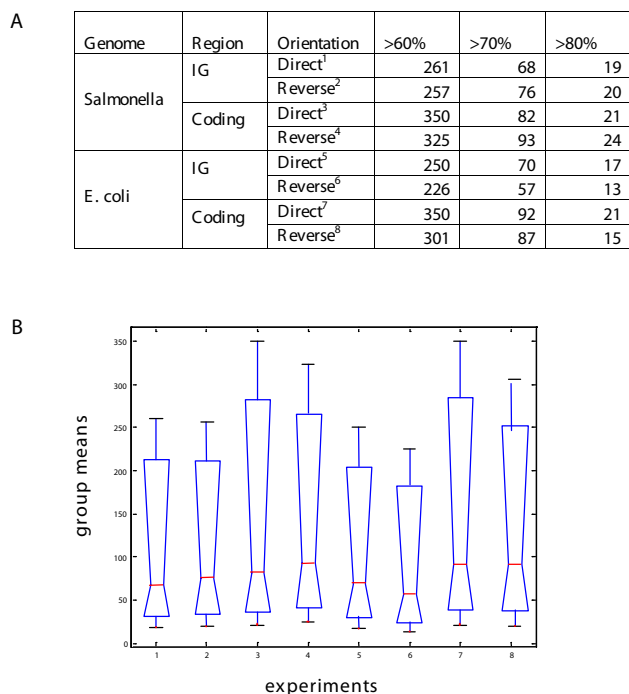 A
Genome Region Orientation >60% >70% >80%
Salmonella IG Direct1 261 68 19
Reverse2 257 76 20
Coding Direct3 350 82 21
Reverse4 325 93 24
E. coli IG Direct5 250 70 17
Reverse6 226 57 13
Coding Direct7 350 92 21
Reverse8 301 87 15
B
group means
350
300
250
200
150
100
50
0
1 2 3 4 5 6 7 8
experiments